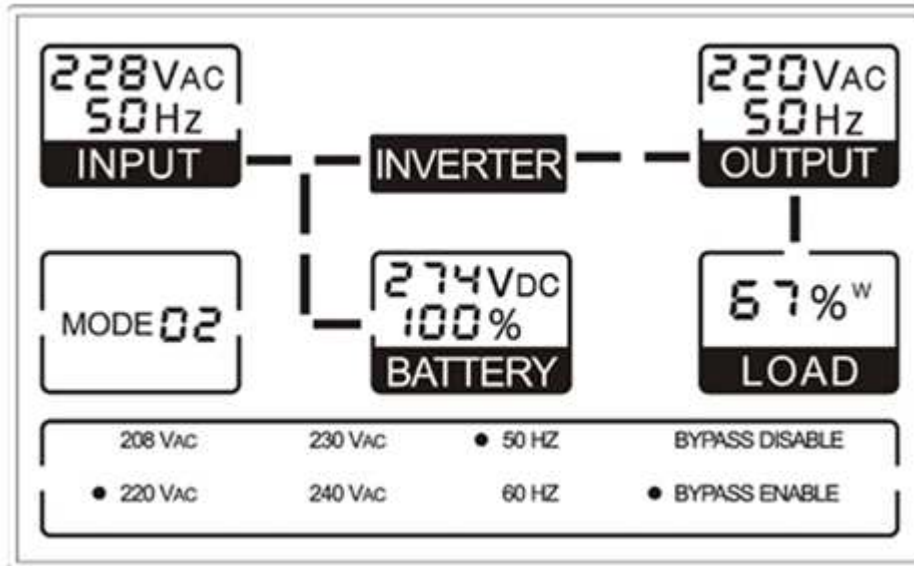 228VAC
50Hz
INPUT
INVERTER
220VAC
50Hz
OUTPUT
MODE 02
274VDC
100%
BATTERY
67%W
LOAD
208 VAC
230 VAC
50 HZ
BYPASS DISABLE
220 VAC
240 VAC
60 HZ
BYPASS ENABLE